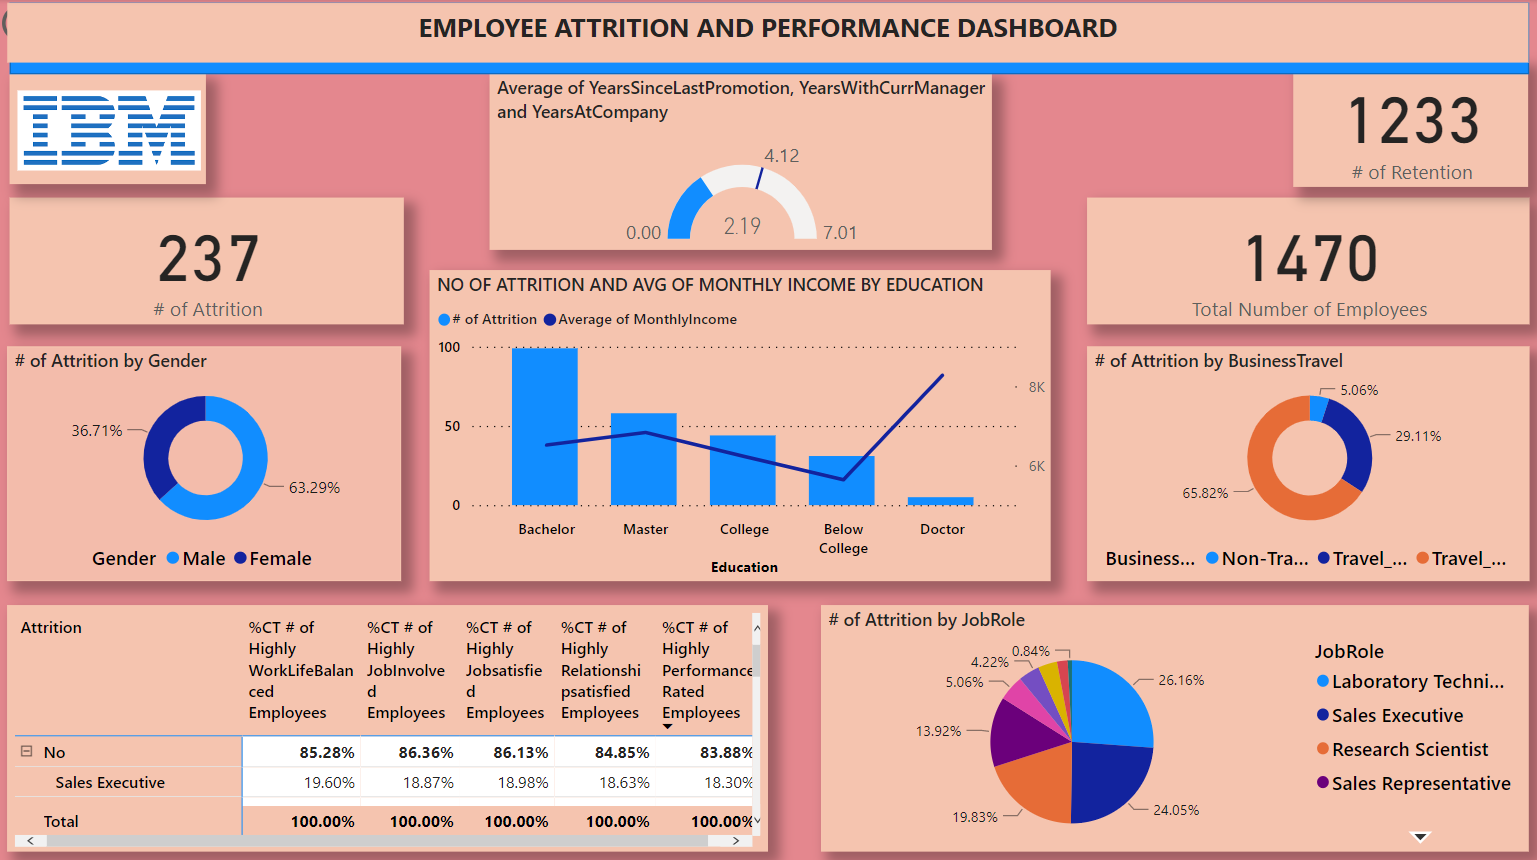 EMPLOYEE ATTRITION AND PERFORMANCE DASHBOARD
IBM
Average of YearsSinceLastPromotion, YearsWithCurrManager
and YearsAtCompany
4.12
0.00
2.19
7.01
1233
# of Retention
237
# of Attrition
1470
Total Number of Employees
NO OF ATTRITION AND AVG OF MONTHLY INCOME BY EDUCATION
# of Attrition
Average of MonthlyIncome
100
50
0
8K
6K
Bachelor
Master
College
Below
College
Doctor
Education
# of Attrition by Gender
36.71%
63.29%
Gender
Male
Female
# of Attrition by BusinessTravel
5.06%
29.11%
65.82%
Business...
Non-Tra...
Travel_...
Travel_...
Attrition
%CT # of
Highly
WorkLifeBalan
ced
Employees
%CT # of
Highly
JobInvolve
d
Employees
%CT # of
Highly
Jobsatisfie
d
Employees
%CT # of
Highly
Relationshi
psatisfied
Employees
%CT # of
Highly
Performance
Rated
Employees
No 85.28% 86.36% 86.13% 84.85% 83.88%
Sales Executive 19.60% 18.87% 18.98% 18.63% 18.30%
Total 100.00% 100.00% 100.00% 100.00% 100.00%
# of Attrition by JobRole
0.84%
4.22%
5.06%
13.92%
19.83%
26.16%
24.05%
JobRole
Laboratory Techni...
Sales Executive
Research Scientist
Sales Representative